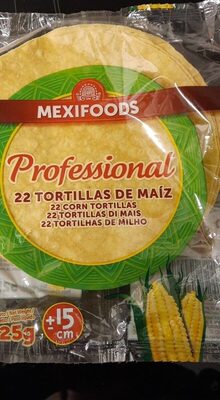 MEXIFOODS
Professional
22 TORTILLAS DE MAÍZ
22 CORN TORTILLAS
22 TORTILLAS DI MAIS
22 TORTILHAS DE MILHO
25g
±15
cm